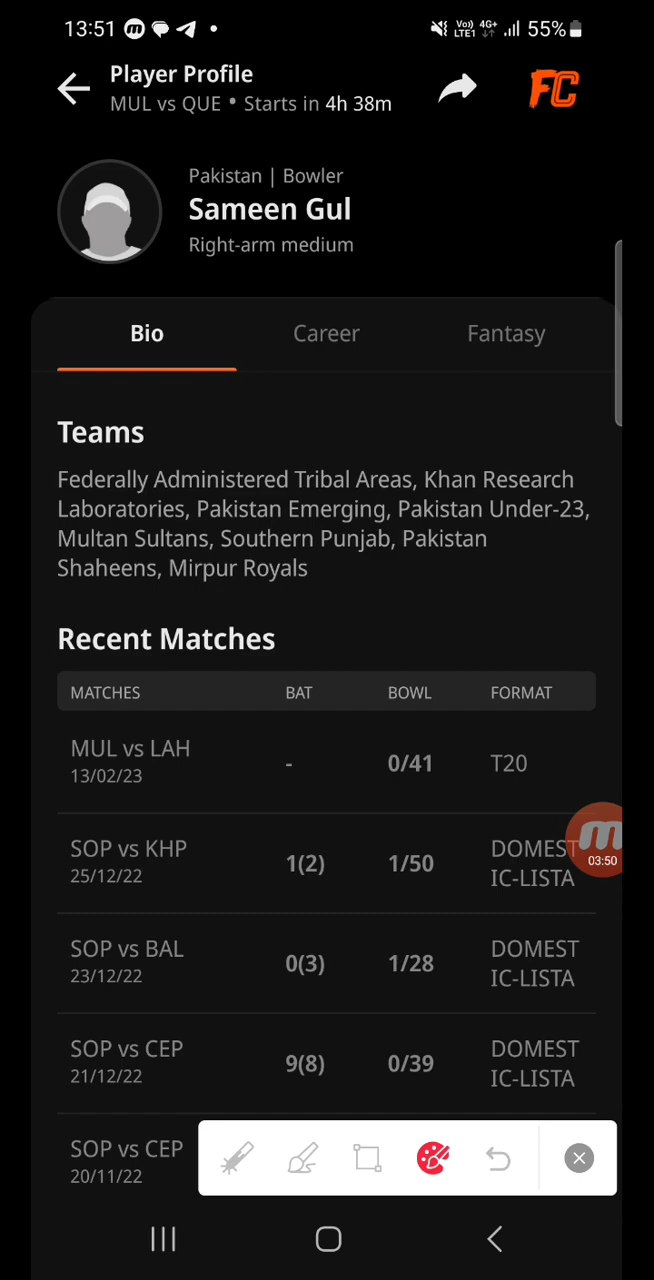 13:51 Vo)) LTE1 4G+ 55%
Player Profile
MUL vs QUE • Starts in 4h 38m
FC
Pakistan | Bowler
Sameen Gul
Right-arm medium
Bio Career Fantasy
Teams
Federally Administered Tribal Areas, Khan Research
Laboratories, Pakistan Emerging, Pakistan Under-23,
Multan Sultans, Southern Punjab, Pakistan
Shaheens, Mirpur Royals
Recent Matches
MATCHES BAT BOWL FORMAT
MUL vs LAH - 0/41 T20
13/02/23
SOP vs KHP 1(2) 1/50 DOMEST
25/12/22 IC-LISTA
03:50
SOP vs BAL 0(3) 1/28 DOMEST
23/12/22 IC-LISTA
SOP vs CEP 9(8) 0/39 DOMEST
21/12/22 IC-LISTA
SOP vs CEP
20/11/22